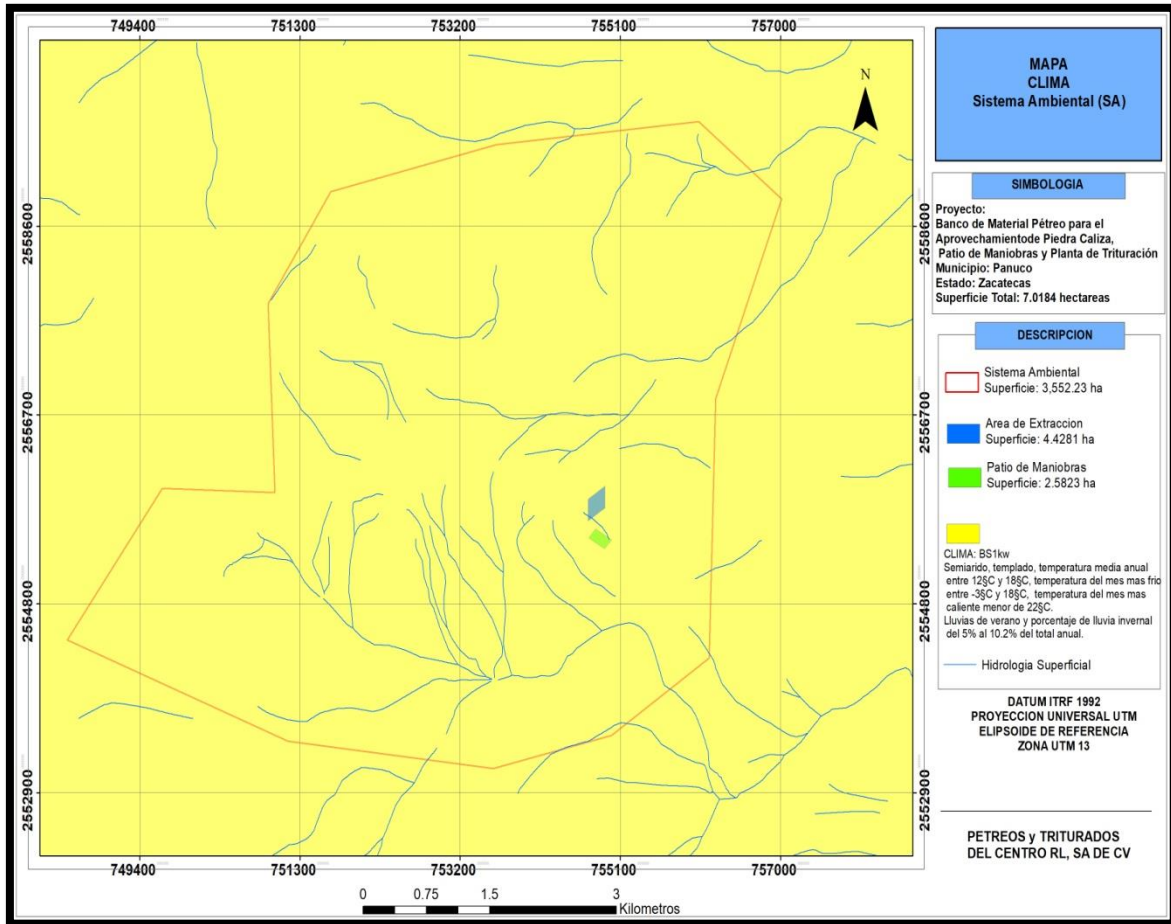 749400 751300 753200 755100 757000
N
2558600 2558600
2556700 2556700
2554800 2554800
2552900 2552900
749400 751300 753200 755100 757000
0 0.75 1.5 3
Kilometros
MAPA
CLIMA
Sistema Ambiental (SA)
SIMBOLOGIA
Proyecto:
Banco de Material Pétreo para el
Aprovechamientode Piedra Caliza,
Patio de Maniobras y Planta de Trituración
Municipio: Panuco
Estado: Zacatecas
Superficie Total: 7.0184 hectareas
DESCRIPCION
Sistema Ambiental
Superficie: 3,552.23 ha
Area de Extraccion
Superficie: 4.4281 ha
Patio de Maniobras
Superficie: 2.5823 ha
CLIMA: BS1kw
Semiarido, templado, temperatura media anual
entre 12§C y 18§C, temperatura del mes mas frio
entre -3§C y 18§C, temperatura del mes mas
caliente menor de 22§C.
Lluvias de verano y porcentaje de lluvia invernal
del 5% al 10.2% del total anual.
Hidrologia Superficial
DATUM ITRF 1992
PROYECCION UNIVERSAL UTM
ELIPSOIDE DE REFERENCIA
ZONA UTM 13
PETREOS y TRITURADOS
DEL CENTRO RL, SA DE CV